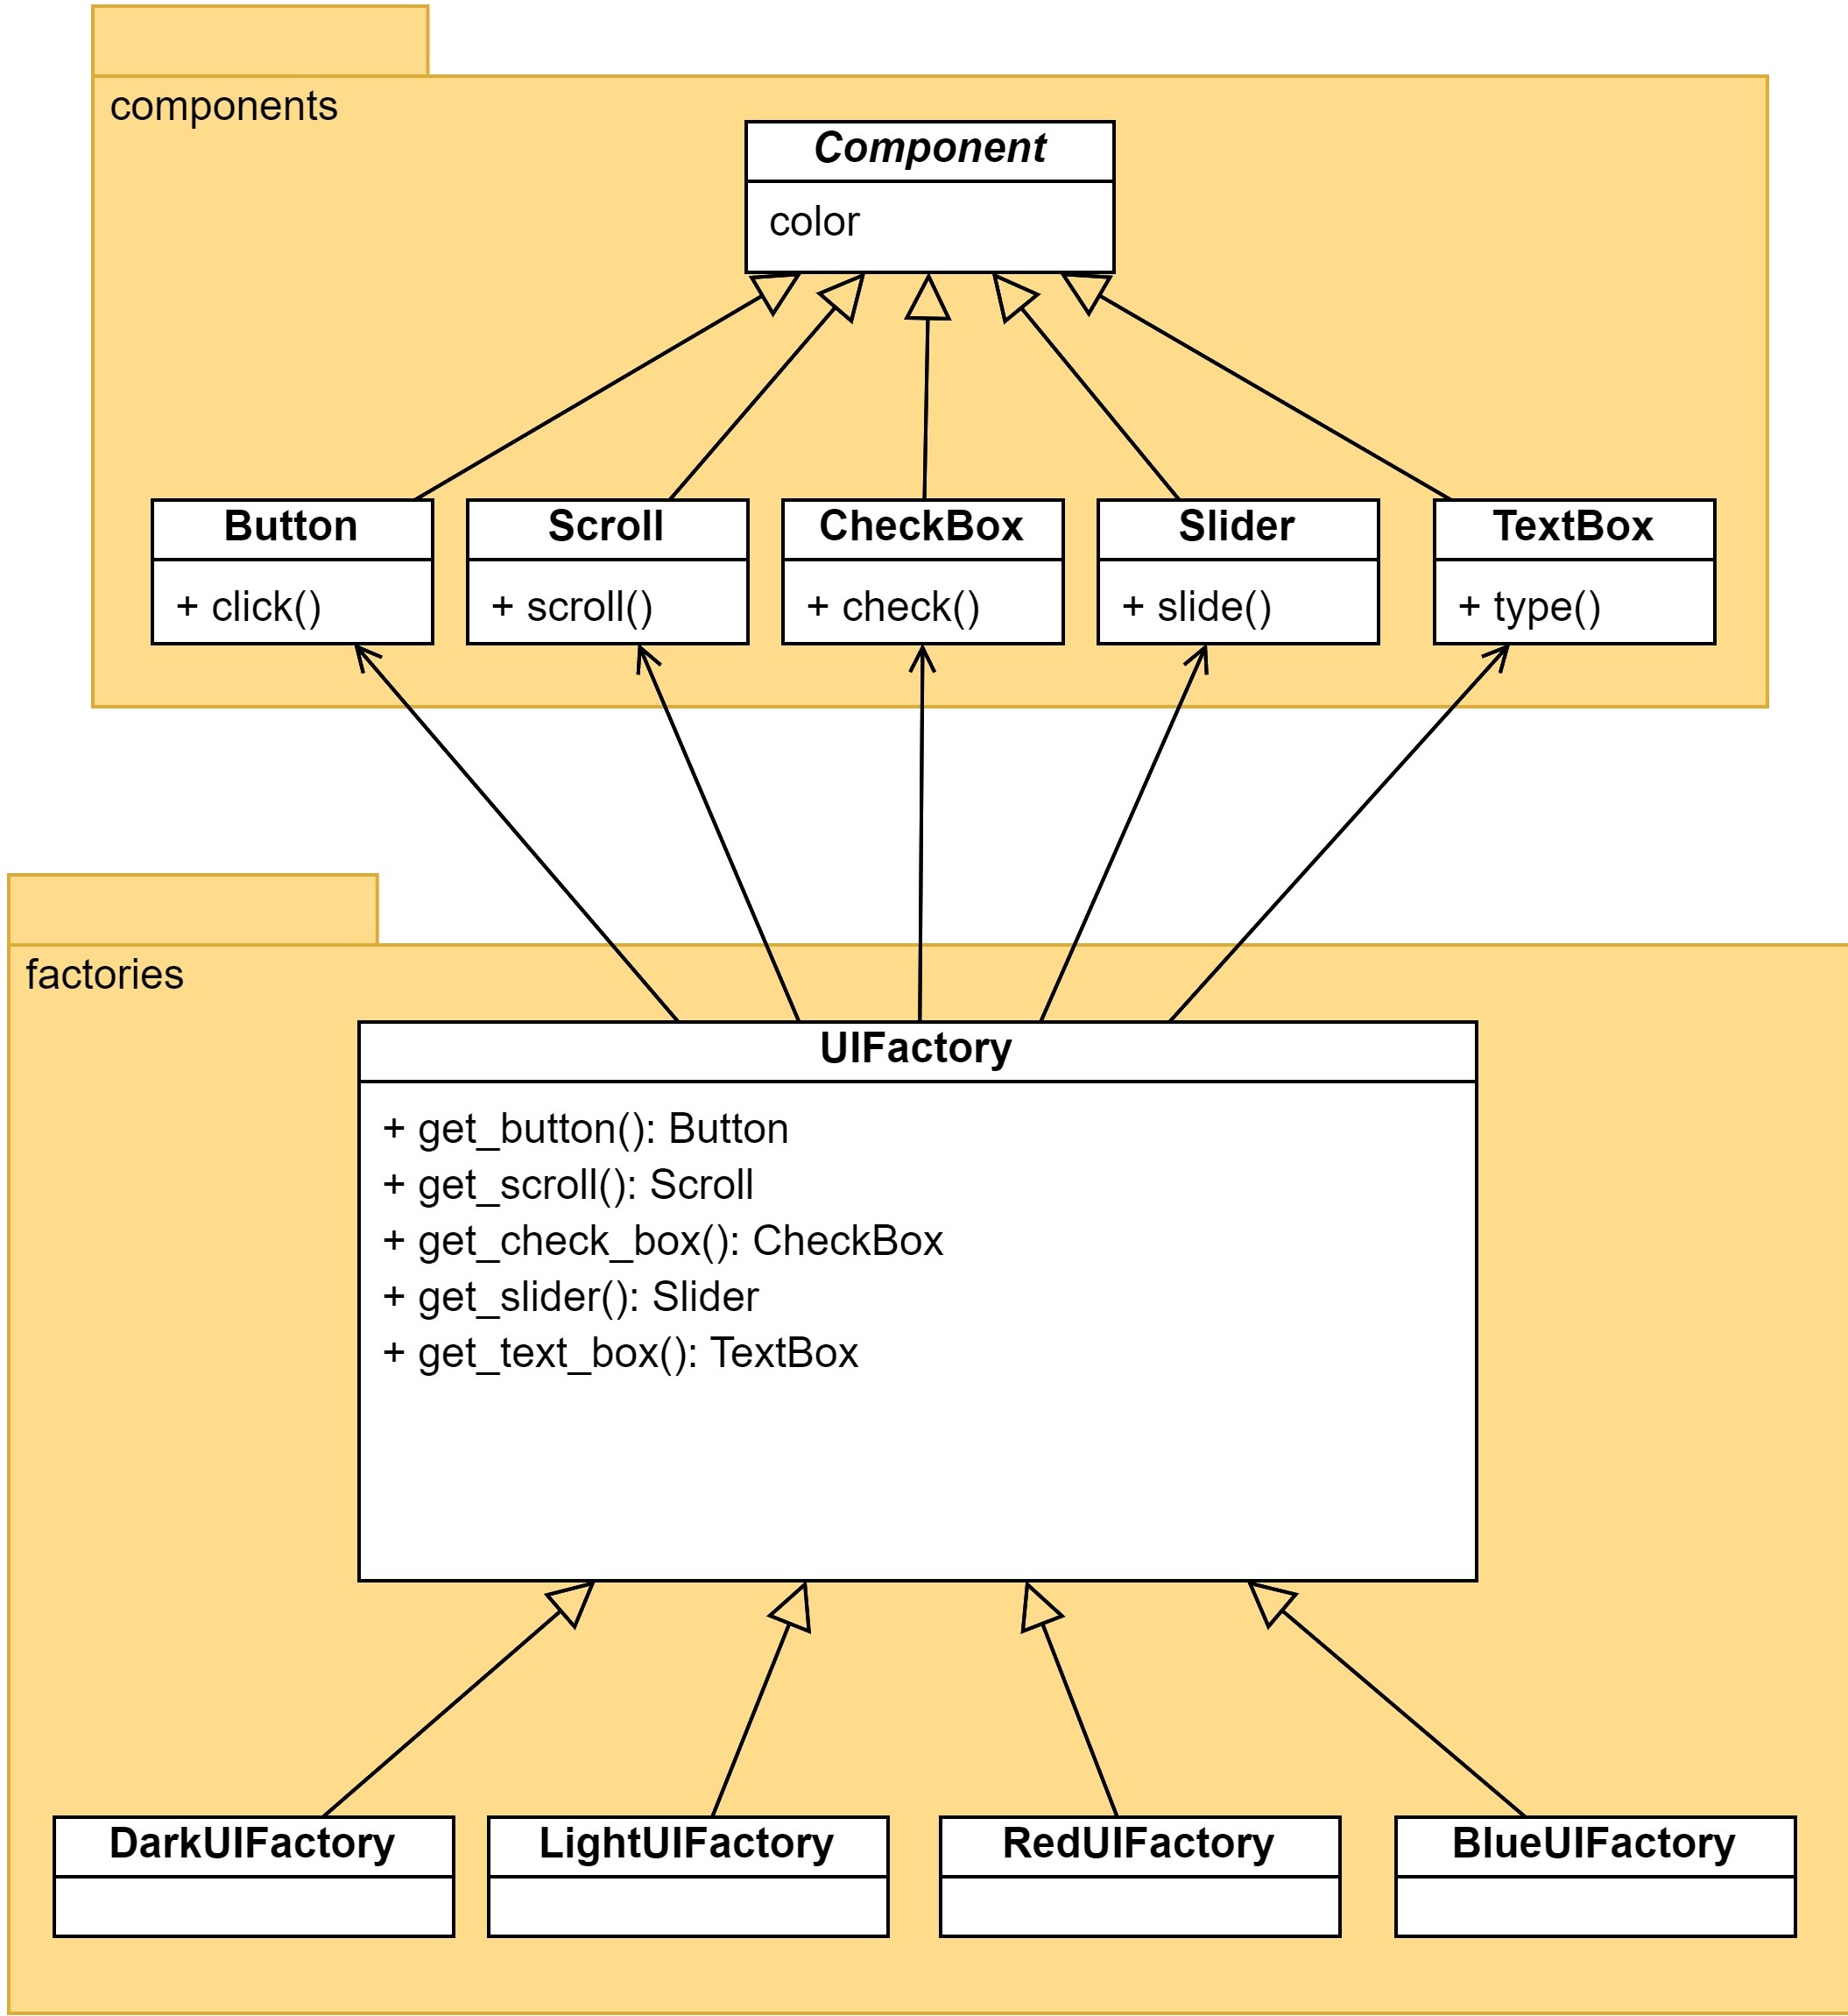 components
Component
color
Button
+ click()
Scroll
+ scroll()
CheckBox
+ check()
Slider
+ slide()
TextBox
+ type()
factories
UIFactory
+ get_button(): Button
+ get_scroll(): Scroll
+ get_check_box(): CheckBox
+ get_slider(): Slider
+ get_text_box(): TextBox
DarkUIFactory
LightUIFactory
RedUIFactory
BlueUIFactory